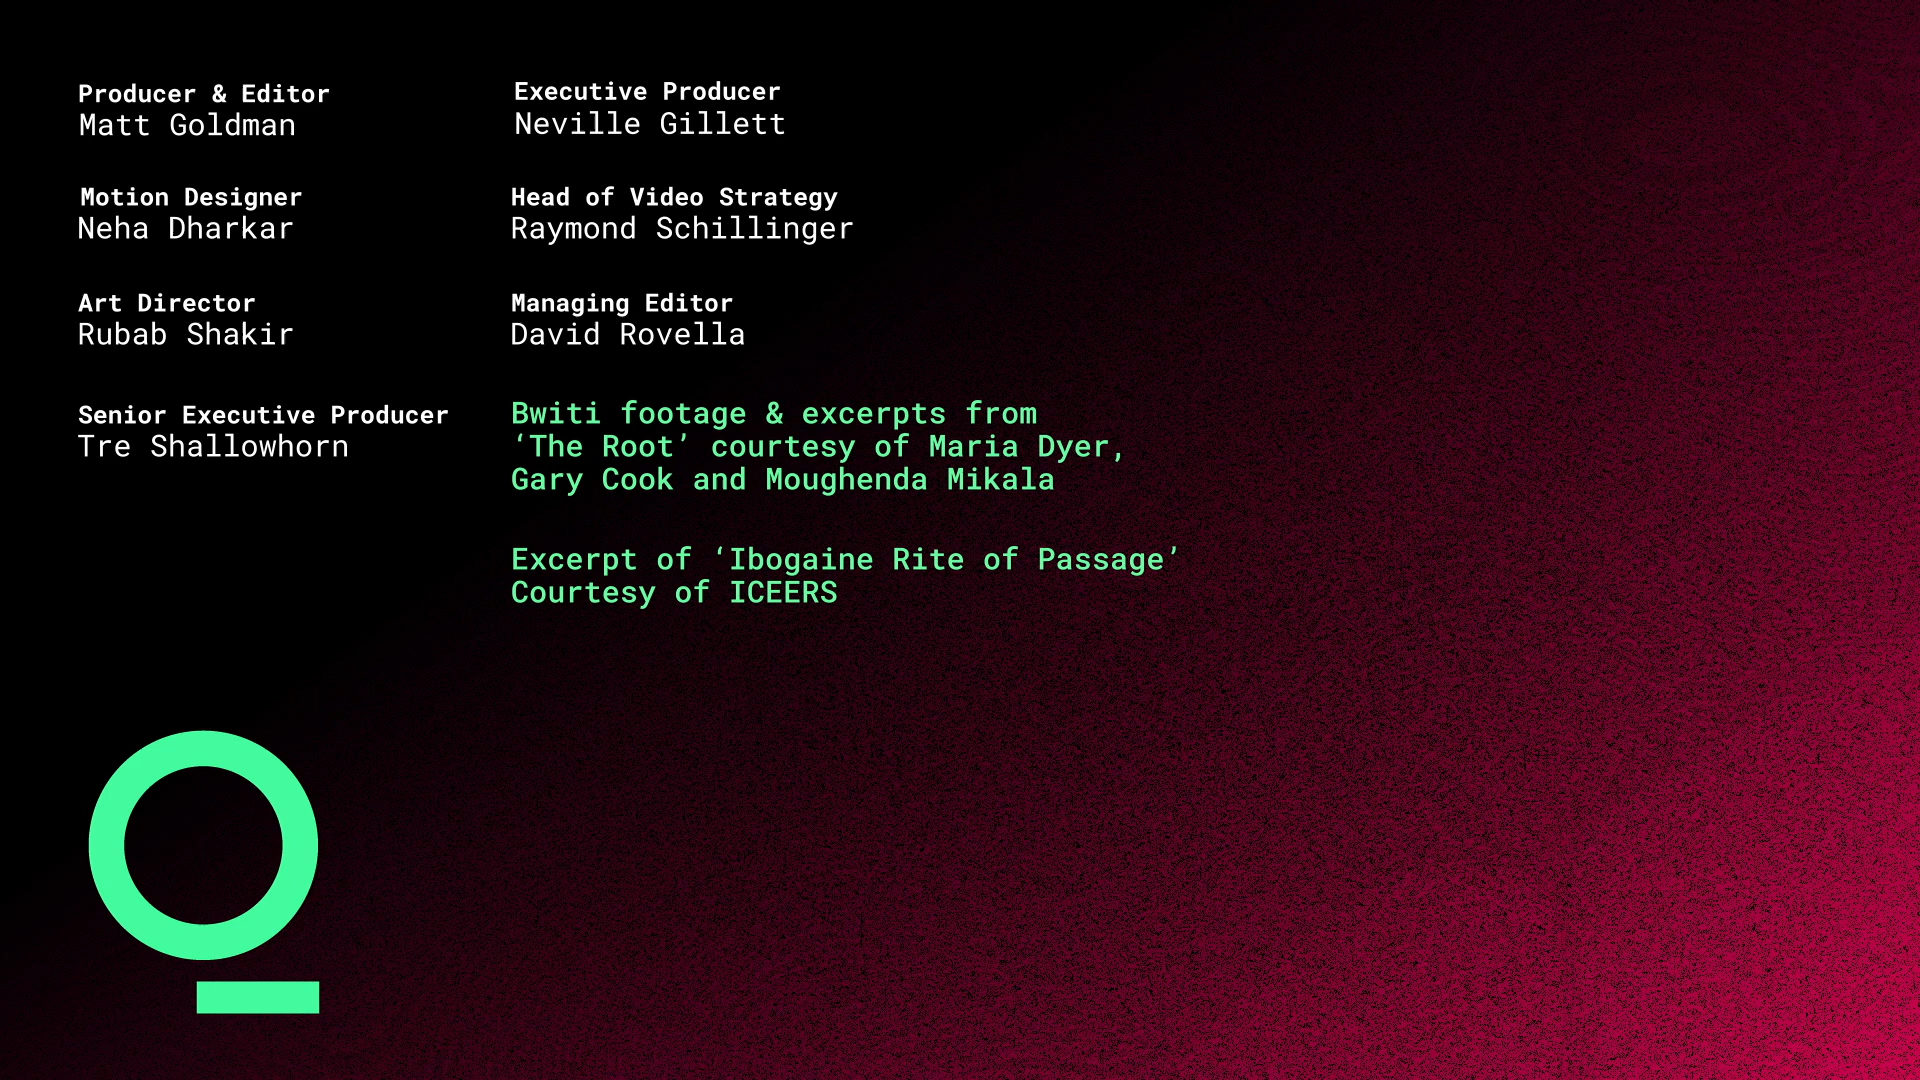 Producer & Editor
Matt Goldman
Motion Designer
Neha Dharkar
Art Director
Rubab Shakir
Senior Executive Producer
Tre Shallowhorn
Executive Producer
Neville Gillett
Head of Video Strategy
Raymond Schillinger
Managing Editor
David Rovella
Bwiti footage & excerpts from
‘The Root’ courtesy of Maria Dyer,
Gary Cook and Moughenda Mikala
Excerpt of ‘Ibogaine Rite of Passage’
Courtesy of ICEERS